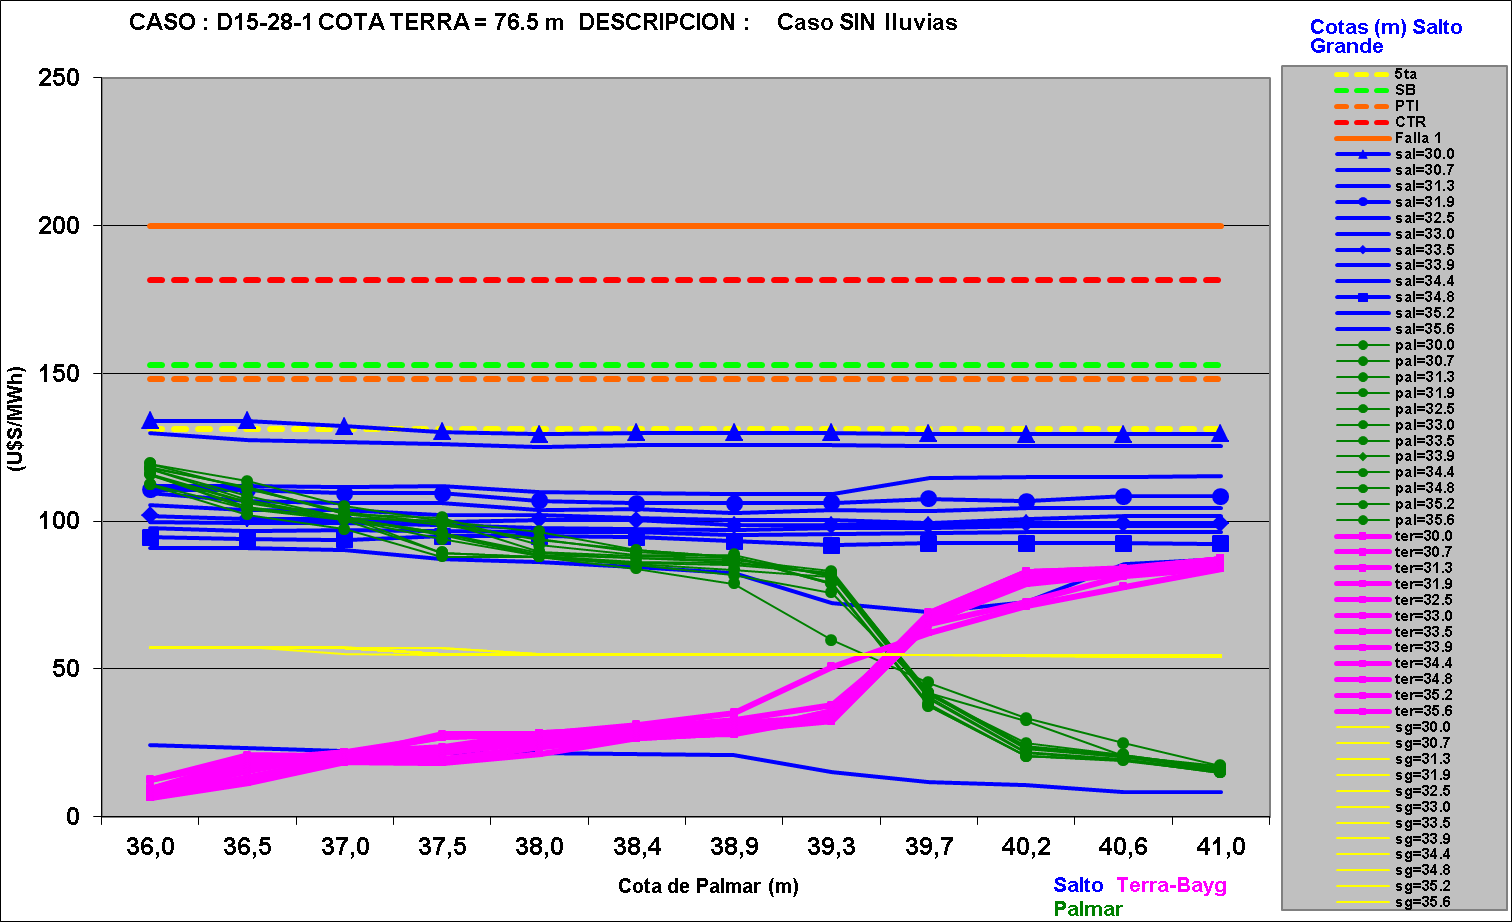 CASO : D15-28-1 COTA TERRA = 76.5 m DESCRIPCION : Caso SIN lluvias
Cotas (m) Salto
Grande
250
200
150
100
50
0
(U$S/MWh)
36,0 36,5 37,0 37,5 38,0 38,4 38,9 39,3 39,7 40,2 40,6 41,0
Cota de Palmar (m)
Salto Terra-Bayg
Palmar
5ta
SB
PTI
CTR
Falla 1
sal=30.0
sal=30.7
sal=31.3
sal=31.9
sal=32.5
sal=33.0
sal=33.5
sal=33.9
sal=34.4
sal=34.8
sal=35.2
sal=35.6
pal=30.0
pal=30.7
pal=31.3
pal=31.9
pal=32.5
pal=33.0
pal=33.5
pal=33.9
pal=34.4
pal=34.8
pal=35.2
pal=35.6
ter=30.0
ter=30.7
ter=31.3
ter=31.9
ter=32.5
ter=33.0
ter=33.5
ter=33.9
ter=34.4
ter=34.8
ter=35.2
ter=35.6
sg=30.0
sg=30.7
sg=31.3
sg=31.9
sg=32.5
sg=33.0
sg=33.5
sg=33.9
sg=34.4
sg=34.8
sg=35.2
sg=35.6